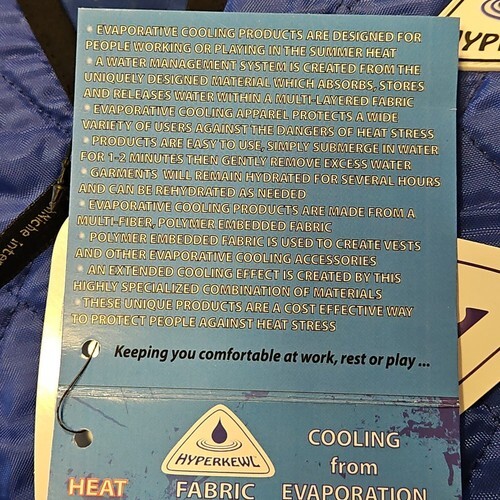 • EVAPORATIVE COOLING PRODUCTS ARE DESIGNED FOR
PEOPLE WORKING OR PLAYING IN THE SUMMER HEAT
• A WATER MANAGEMENT SYSTEM IS CREATED FROM THE
UNIQUELY DESIGNED MATERIAL WHICH ABSORBS, STORES
AND RELEASES WATER WITHIN A MULTI-LAYERED FABRIC
• EVAPORATIVE COOLING APPAREL PROTECTS A WIDE
VARIETY OF USERS AGAINST THE DANGERS OF HEAT STRESS
• PRODUCTS ARE EASY TO USE, SIMPLY SUBMERGE IN WATER
FOR 1-2 MINUTES THEN GENTLY REMOVE EXCESS WATER
• GARMENTS WILL REMAIN HYDRATED FOR SEVERAL HOURS
AND CAN BE REHYDRATED AS NEEDED
• EVAPORATIVE COOLING PRODUCTS ARE MADE FROM A
MULTI-FIBER, POLYMER EMBEDDED FABRIC
• POLYMER EMBEDDED FABRIC IS USED TO CREATE VESTS
AND OTHER EVAPORATIVE COOLING ACCESSORIES
• AN EXTENDED COOLING EFFECT IS CREATED BY THIS
HIGHLY SPECIALIZED COMBINATION OF MATERIALS
• THESE UNIQUE PRODUCTS ARE A COST EFFECTIVE WAY
TO PROTECT PEOPLE AGAINST HEAT STRESS
Keeping you comfortable at work, rest or play ...
HYPERKEWL™
COOLING
from
HEAT FABRIC EVAPORATION
HYP
Niche inte